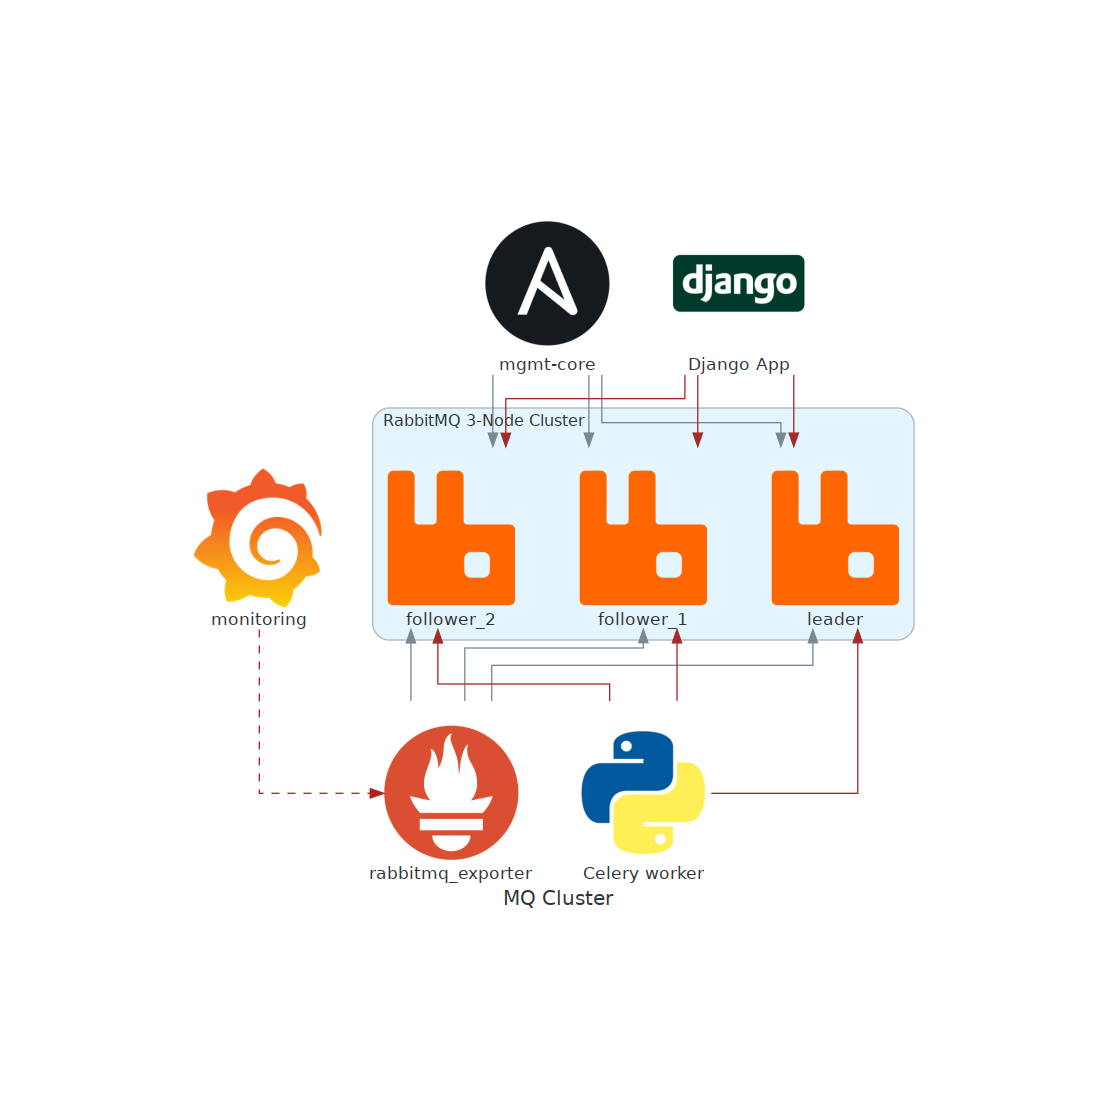 django
mgmt-core
Django App
RabbitMQ 3-Node Cluster
follower_2
follower_1
leader
monitoring
rabbitmq_exporter
Celery worker
MQ Cluster